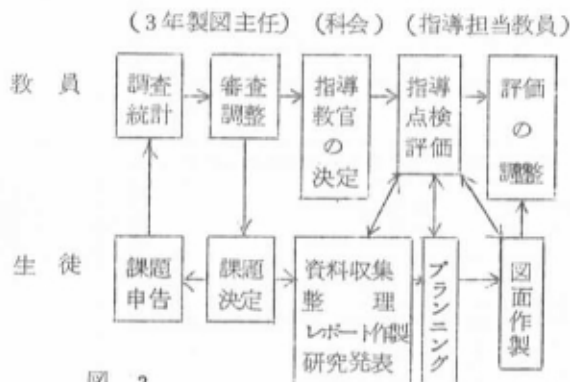 (3年製図主任) (科会) (指導担当教員)
教員
調査
統計
審査
調整
指導
教官
の
決定
指導
点検
評価
評価
の
調整
生徒
課題
申告
課題
決定
資料収集
整理
レポート作製
研究発表
プランニング
図面作製
図 2